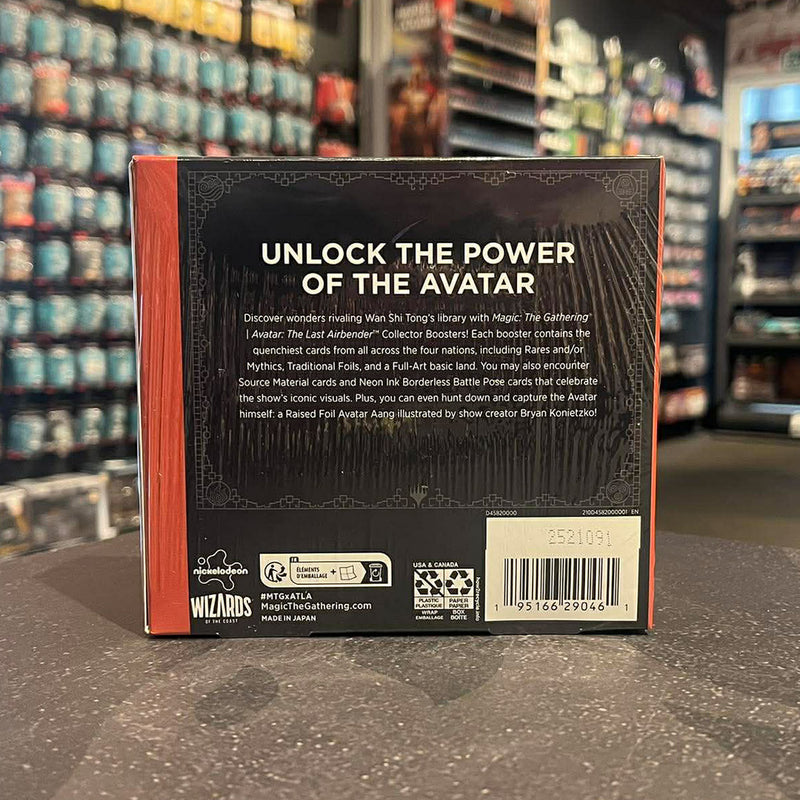 UNLOCK THE POWER
OF THE AVATAR
Discover wonders rivaling Wan Shi Tong's library with Magic: The Gathering®
| Avatar: The Last Airbender™ Collector Boosters! Each booster contains the
quenchiest cards from all across the four nations, including Rares and/or
Mythics, Traditional Foils, and a Full-Art basic land. You may also encounter
Source Material cards and Neon Ink Borderless Battle Pose cards that celebrate
the show's iconic visuals. Plus, you can even hunt down and capture the Avatar
himself: a Raised Foil Avatar Aang illustrated by show creator Bryan Konietzko!
D45820000
210D45820000001 EN
2521091
nickelodeon
WIZARDS
OF THE COAST
FR
ÉLÉMENTS
D'EMBALLAGE +
#MTGxATLA
MagicTheGathering.com
MADE IN JAPAN
USA & CANADA
PLASTIC
PLASTIQUE
WRAP
EMBALLAGE
PAPER
PAPIER
BOX
BOÎTE
how2recycle.info
1 95166 29046 1